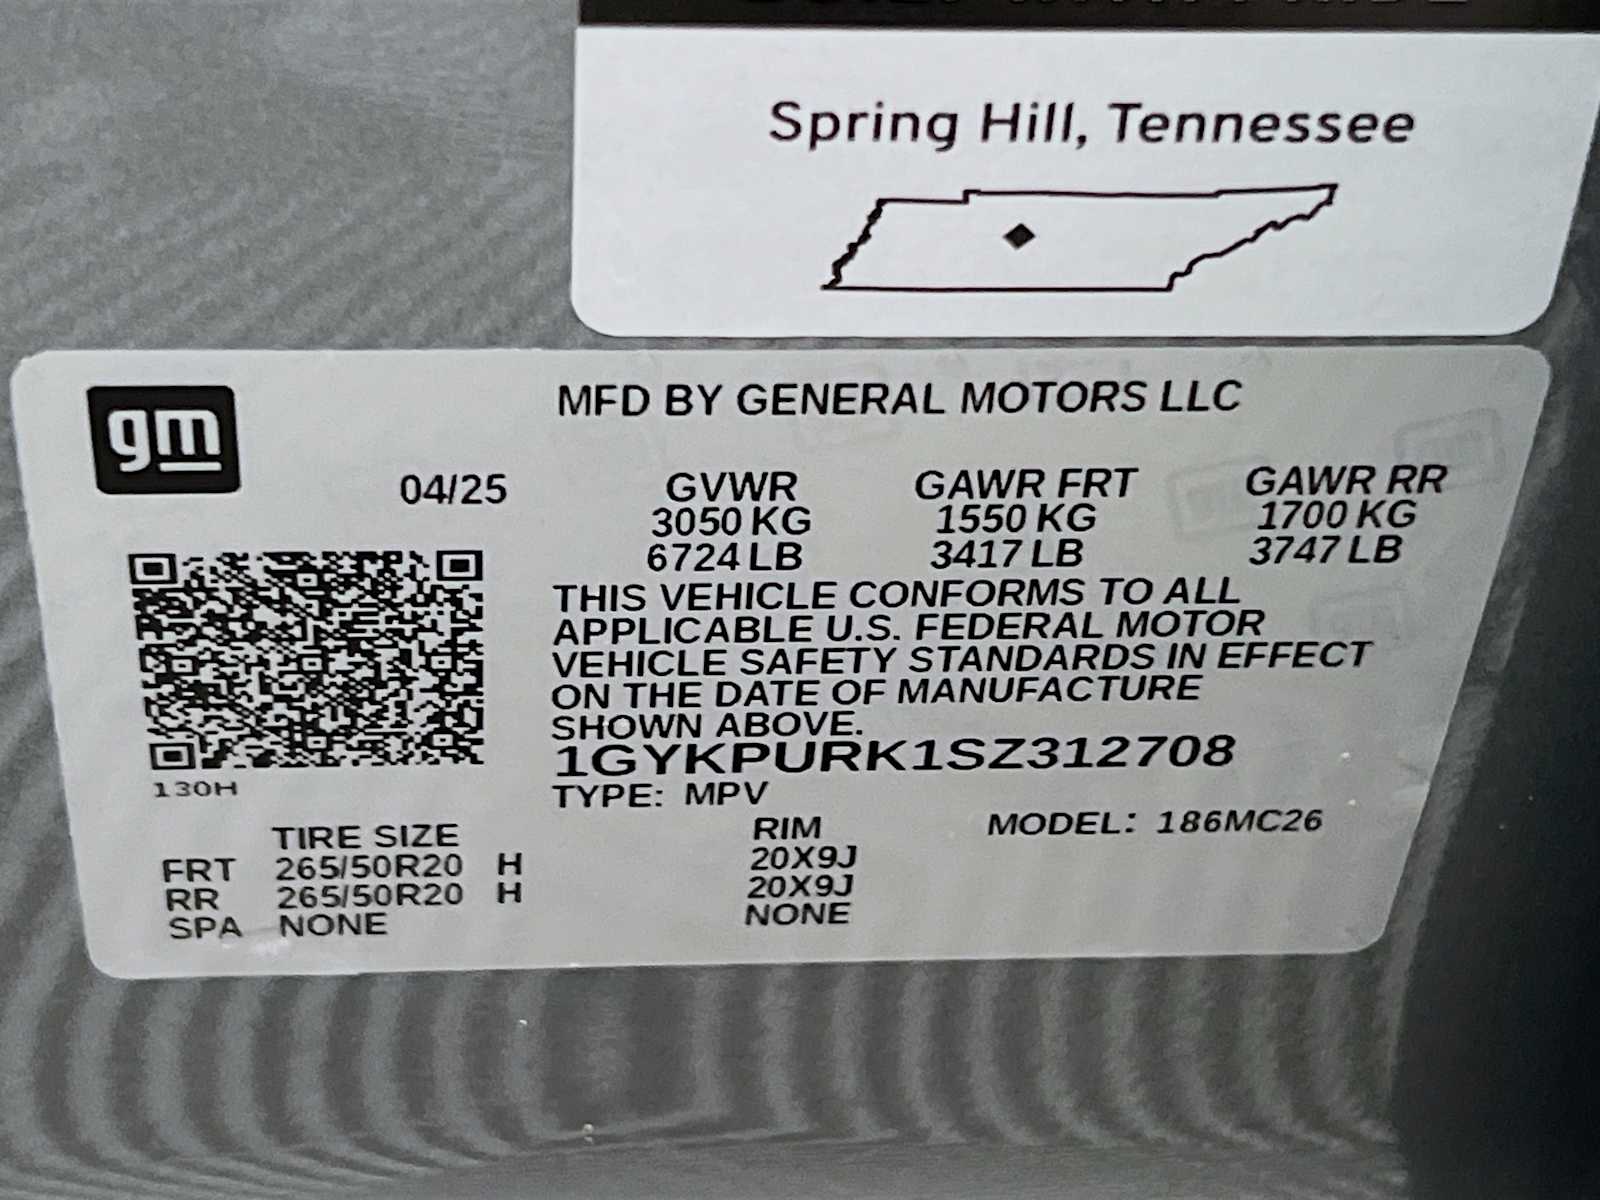 Spring Hill, Tennessee
gm
MFD BY GENERAL MOTORS LLC
04/25
GVWR GAWR FRT GAWR RR
3050 KG 1550 KG 1700 KG
6724 LB 3417 LB 3747 LB
THIS VEHICLE CONFORMS TO ALL
APPLICABLE U.S. FEDERAL MOTOR
VEHICLE SAFETY STANDARDS IN EFFECT
ON THE DATE OF MANUFACTURE
SHOWN ABOVE.
1GYKPURK1SZ312708
130H
TYPE: MPV
MODEL: 186MC26
TIRE SIZE RIM
FRT 265/50R20 H 20X9J
RR 265/50R20 H 20X9J
SPA NONE NONE